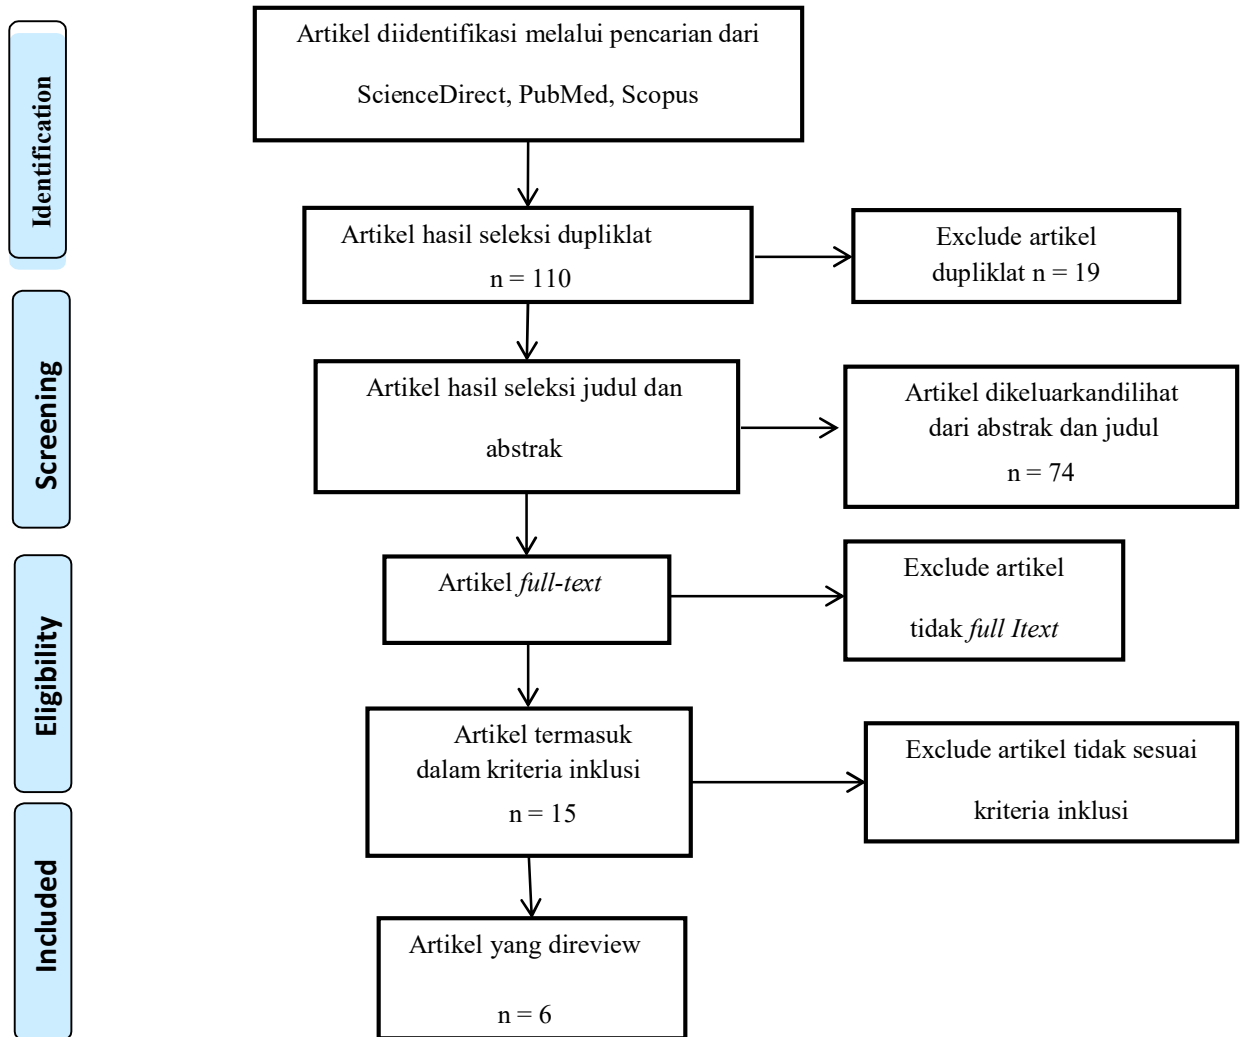 Identification
Artikel diidentifikasi melalui pencarian dari
ScienceDirect, PubMed, Scopus
Artikel hasil seleksi dupliklat
n = 110
Exclude artikel
dupliklat n = 19
Screening
Artikel hasil seleksi judul dan
abstrak
Artikel dikeluarkandilihat
dari abstrak dan judul
n = 74
Eligibility
Artikel full-text
Exclude artikel
tidak full Itext
Artikel termasuk
dalam kriteria inklusi
n = 15
Exclude artikel tidak sesuai
kriteria inklusi
Included
Artikel yang direview
n = 6